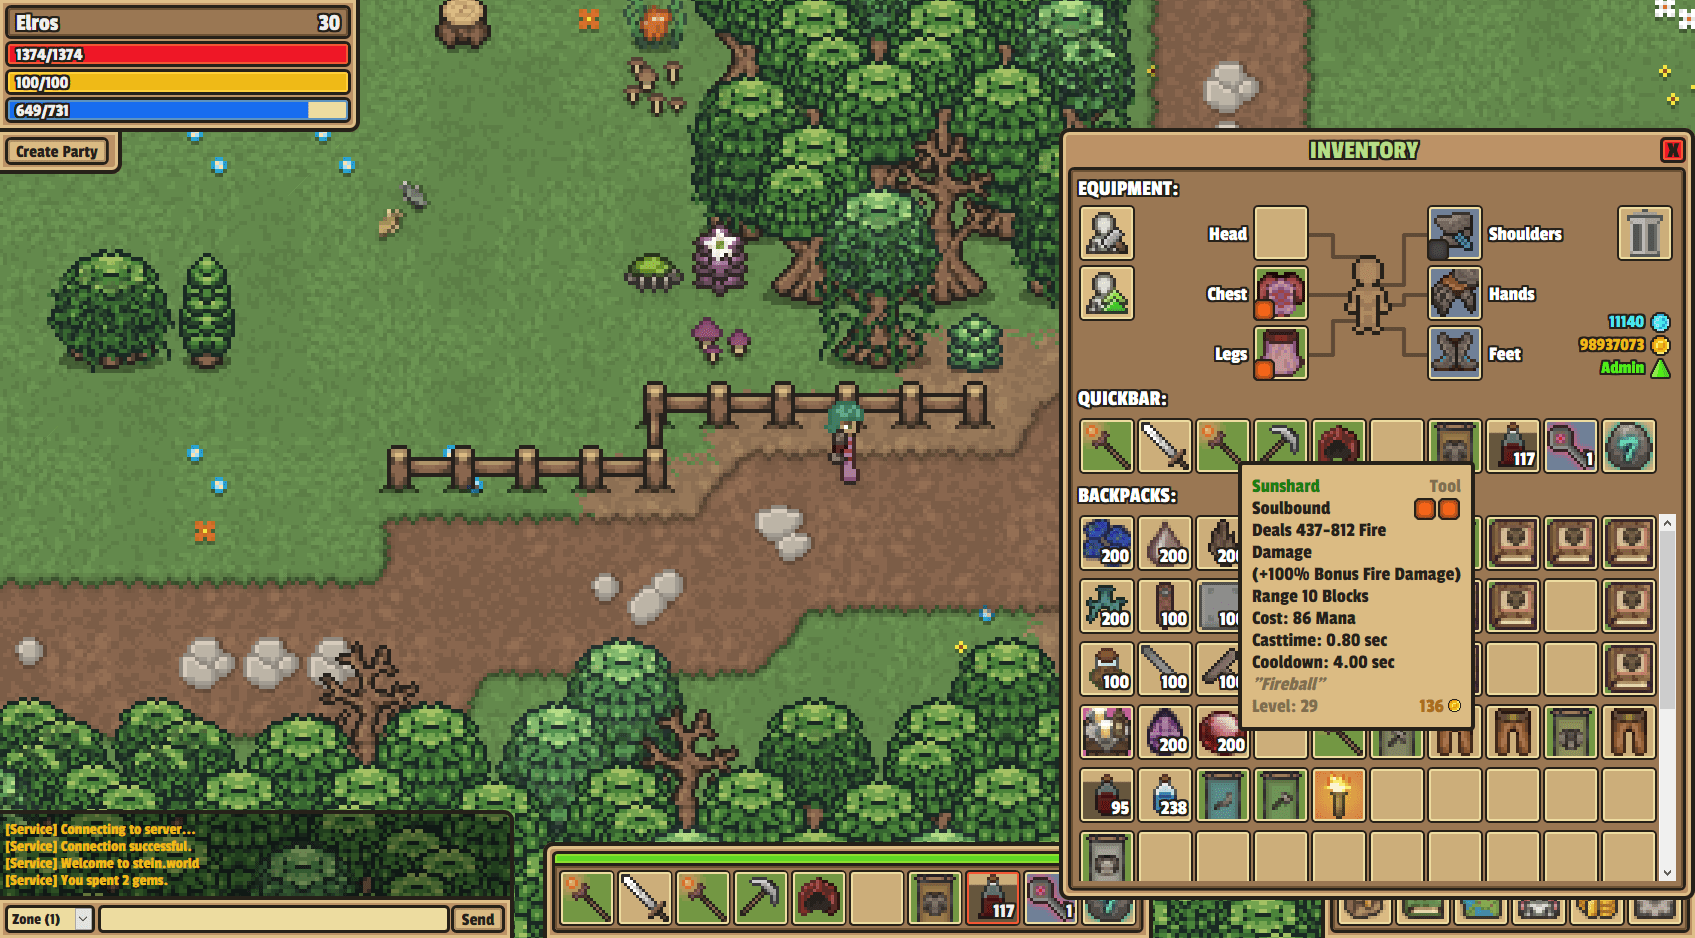 Elros 30
1374/1374
100/100
649/731
Create Party
INVENTORY
X
EQUIPMENT:
Head
Shoulders
Chest
Hands
11140
98937073
Legs
Feet
Admin
QUICKBAR:
117
1
BACKPACKS:
200
200
200
200
100
100
100
100
100
200
200
95
238
Sunshard Tool
Soulbound
Deals 437-812 Fire
Damage
(+100% Bonus Fire Damage)
Range 10 Blocks
Cost: 86 Mana
Casttime: 0.80 sec
Cooldown: 4.00 sec
"Fireball"
Level: 29 136
[Service] Connecting to server...
[Service] Connection successful.
[Service] Welcome to stein.world
[Service] You spent 2 gems.
Zone (1)
Send
117
1